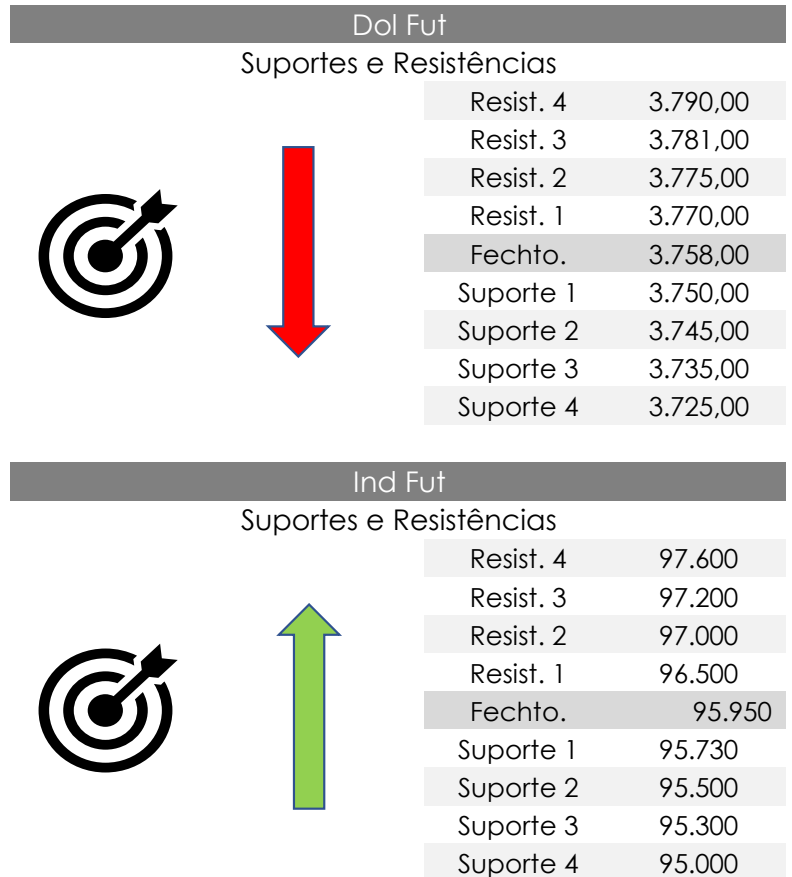 Dol Fut
Suportes e Resistências
Resist. 4 3.790,00
Resist. 3 3.781,00
Resist. 2 3.775,00
Resist. 1 3.770,00
Fechto. 3.758,00
Suporte 1 3.750,00
Suporte 2 3.745,00
Suporte 3 3.735,00
Suporte 4 3.725,00
Ind Fut
Suportes e Resistências
Resist. 4 97.600
Resist. 3 97.200
Resist. 2 97.000
Resist. 1 96.500
Fechto. 95.950
Suporte 1 95.730
Suporte 2 95.500
Suporte 3 95.300
Suporte 4 95.000